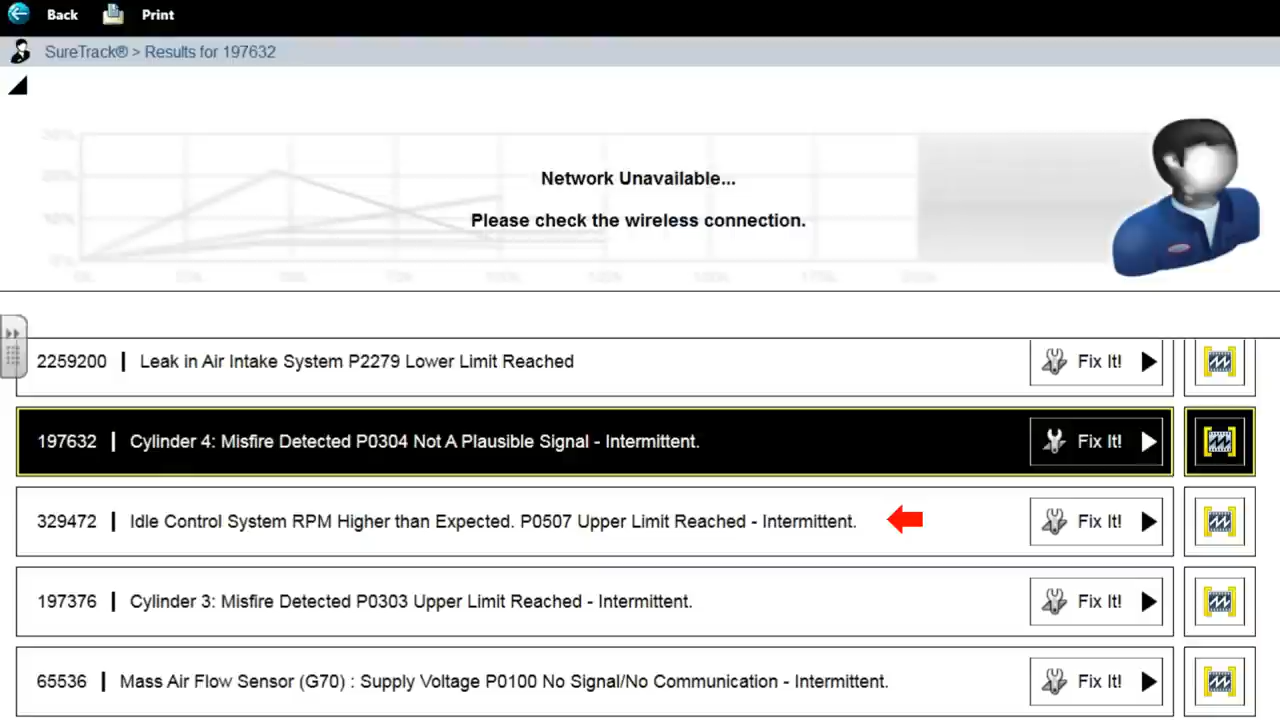 Back Print
SureTrack® > Results for 197632
Network Unavailable...
Please check the wireless connection.
2259200 | Leak in Air Intake System P2279 Lower Limit Reached Fix It!
197632 | Cylinder 4: Misfire Detected P0304 Not A Plausible Signal - Intermittent. Fix It!
329472 | Idle Control System RPM Higher than Expected. P0507 Upper Limit Reached - Intermittent. Fix It!
197376 | Cylinder 3: Misfire Detected P0303 Upper Limit Reached - Intermittent. Fix It!
65536 | Mass Air Flow Sensor (G70) : Supply Voltage P0100 No Signal/No Communication - Intermittent. Fix It!